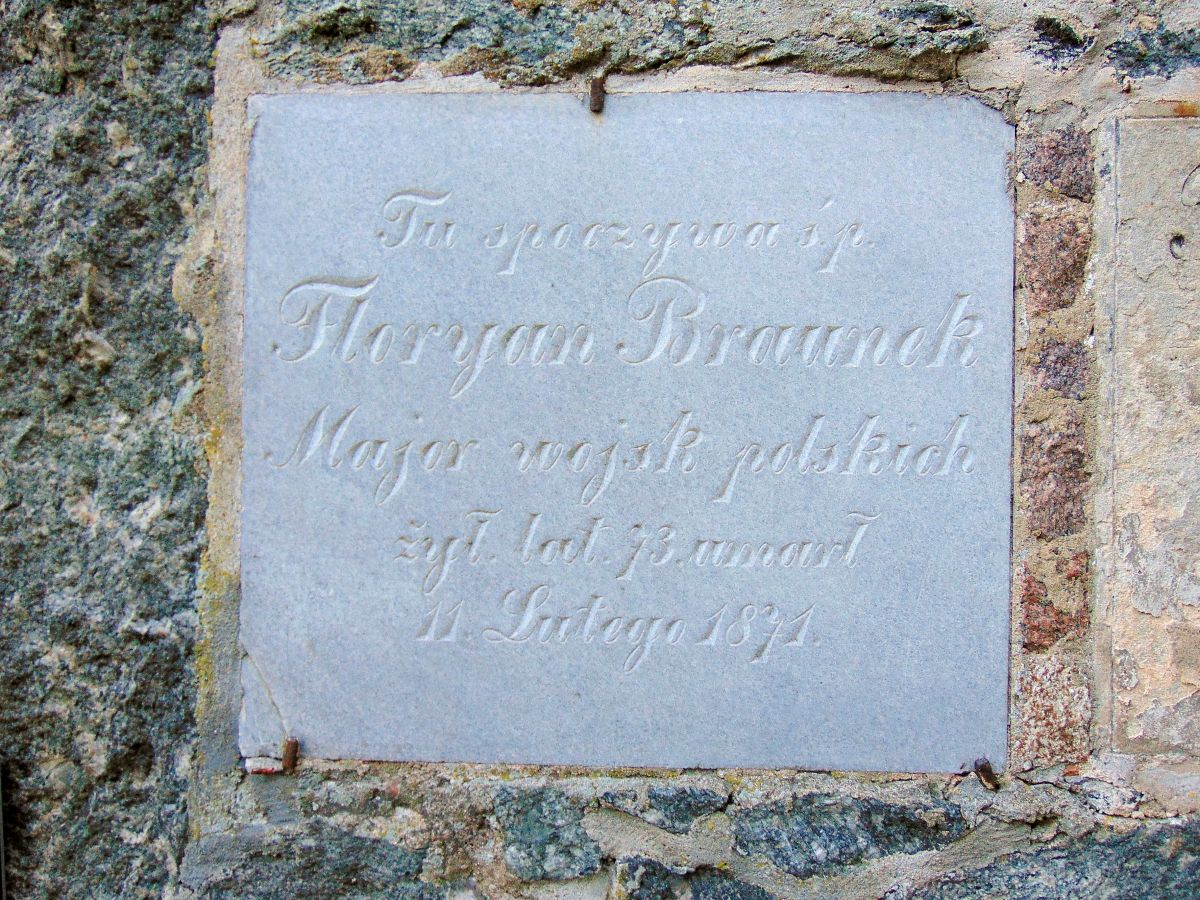 Tu spoczywa ś.p.
Floryan Braunek
Major wojsk polskich
żył. lat. 73. umarł
11. Lutego 1871.